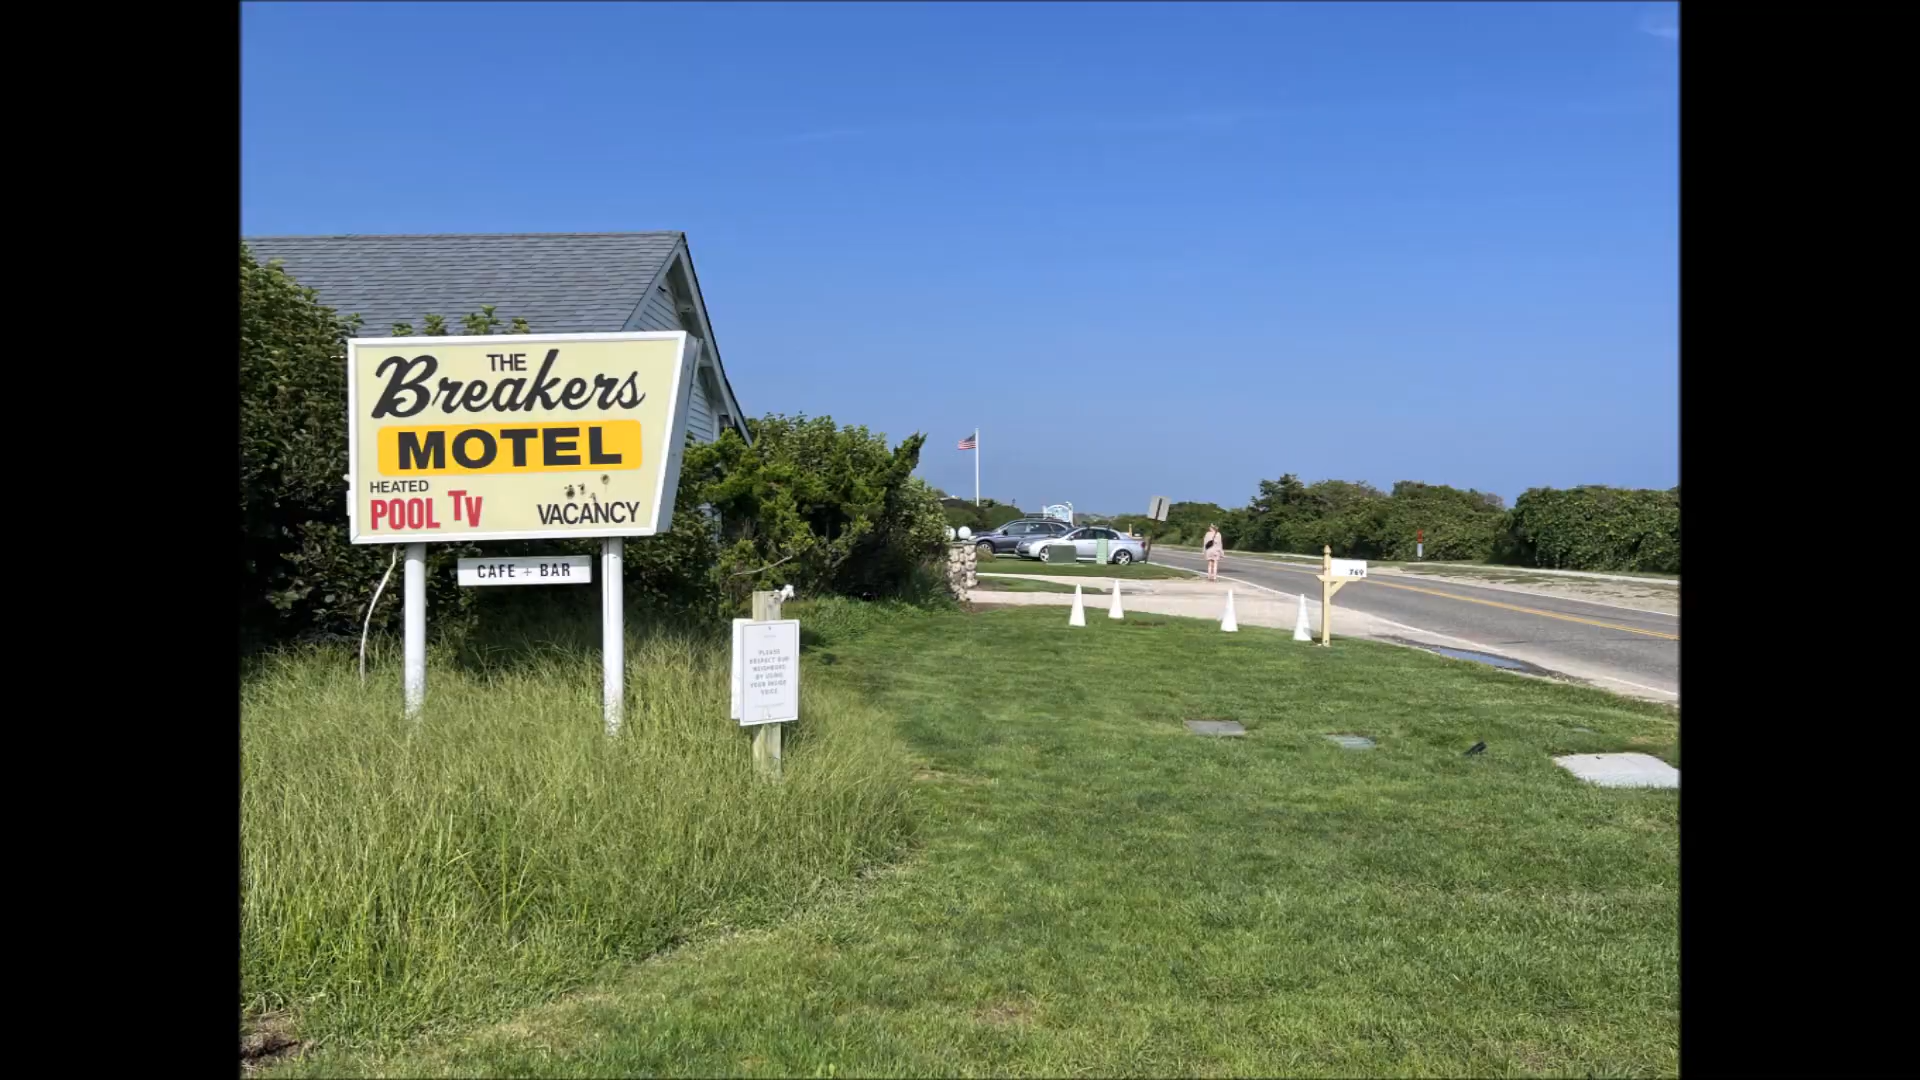 THE
Breakers
MOTEL
HEATED
POOL TV
VACANCY
CAFE + BAR
PLEASE
RESPECT OUR
NEIGHBORS
BY USING
YOUR INSIDE
VOICE
769